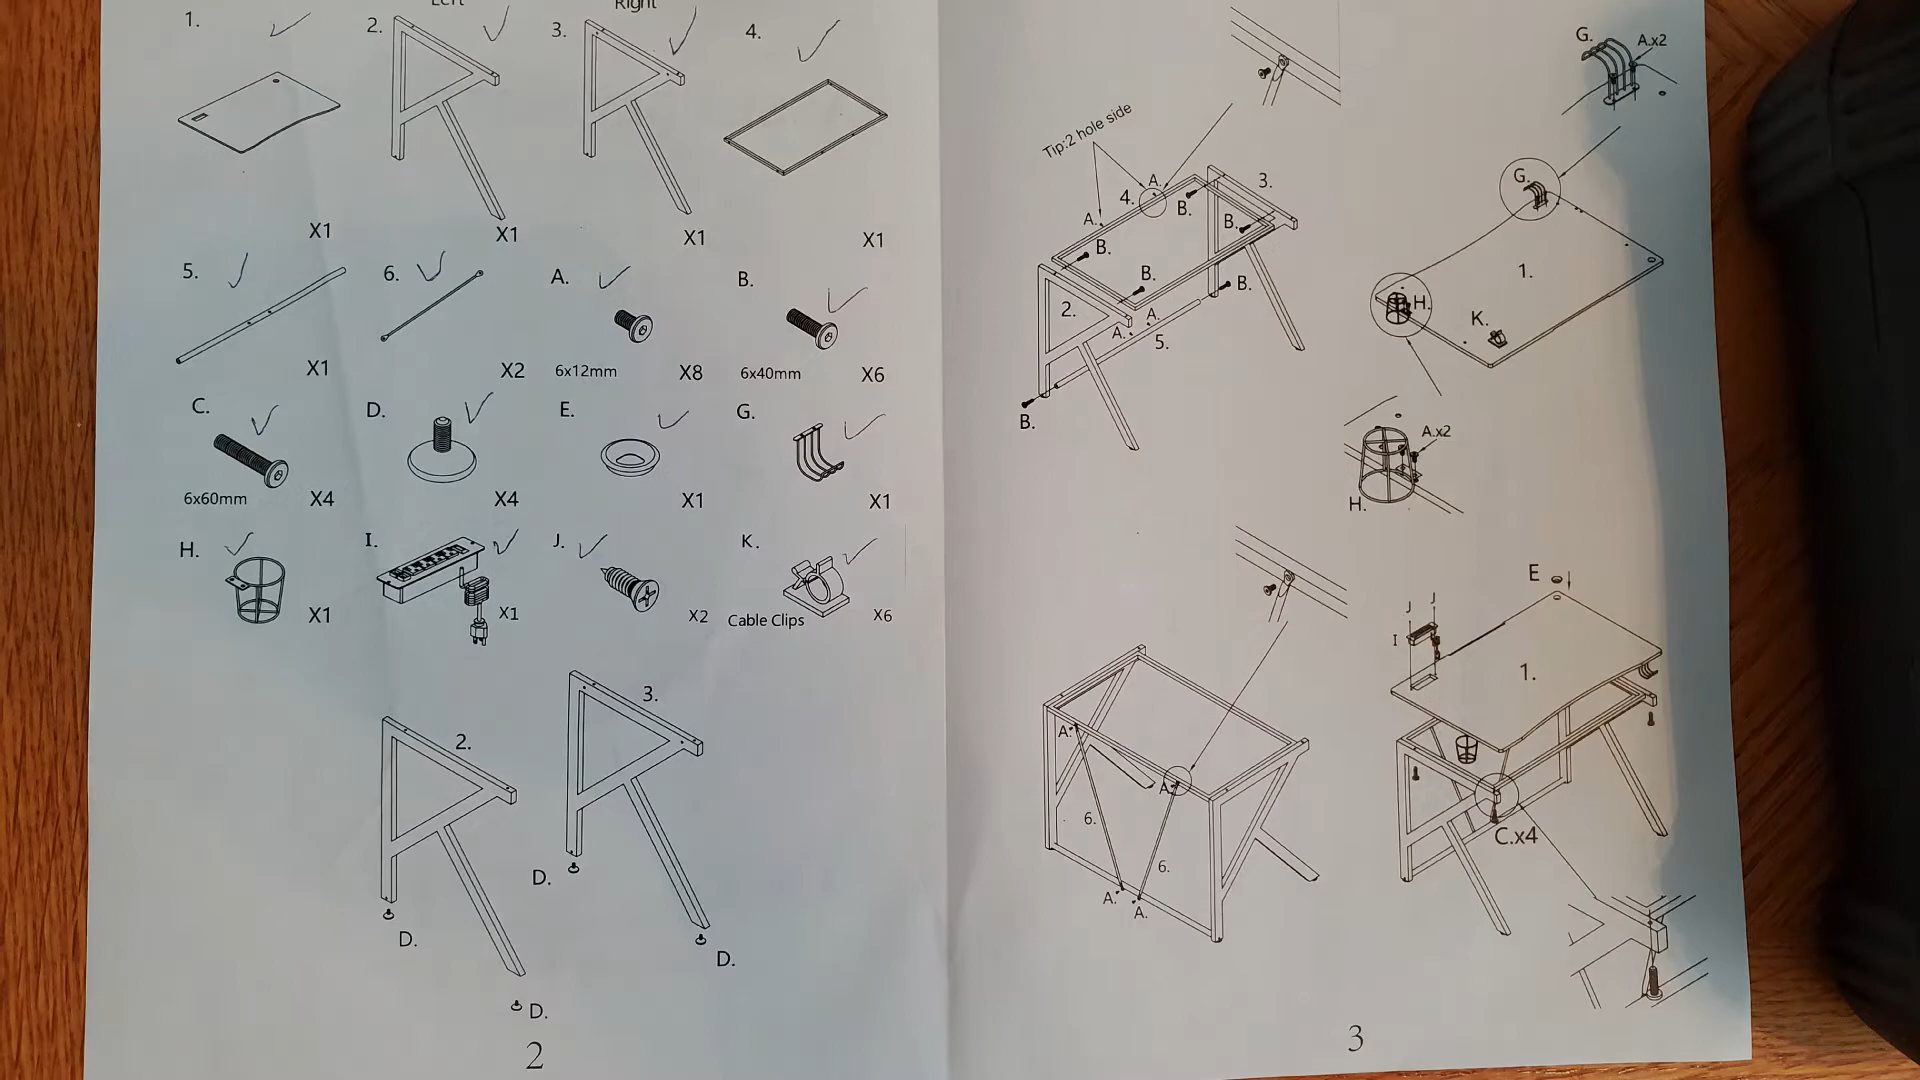 Left
Right
1.
2.
3.
4.
X1
X1
X1
X1
5.
6.
A.
B.
X1
X2
6x12mm
X8
6x40mm
X6
C.
D.
E.
G.
6x60mm
X4
X4
X1
X1
H.
I.
J.
K.
X1
X1
X2
Cable Clips
X6
2.
3.
D.
D.
D.
D.
2
Tip:2 hole side
A.
4.
3.
A.
B.
B.
B.
B.
B.
2.
A.
A.
5.
B.
G.
A.x2
G.
1.
H.
K.
A.x2
H.
A.
A.
6.
6.
A.
A.
E
J
J
I
1.
C.x4
3